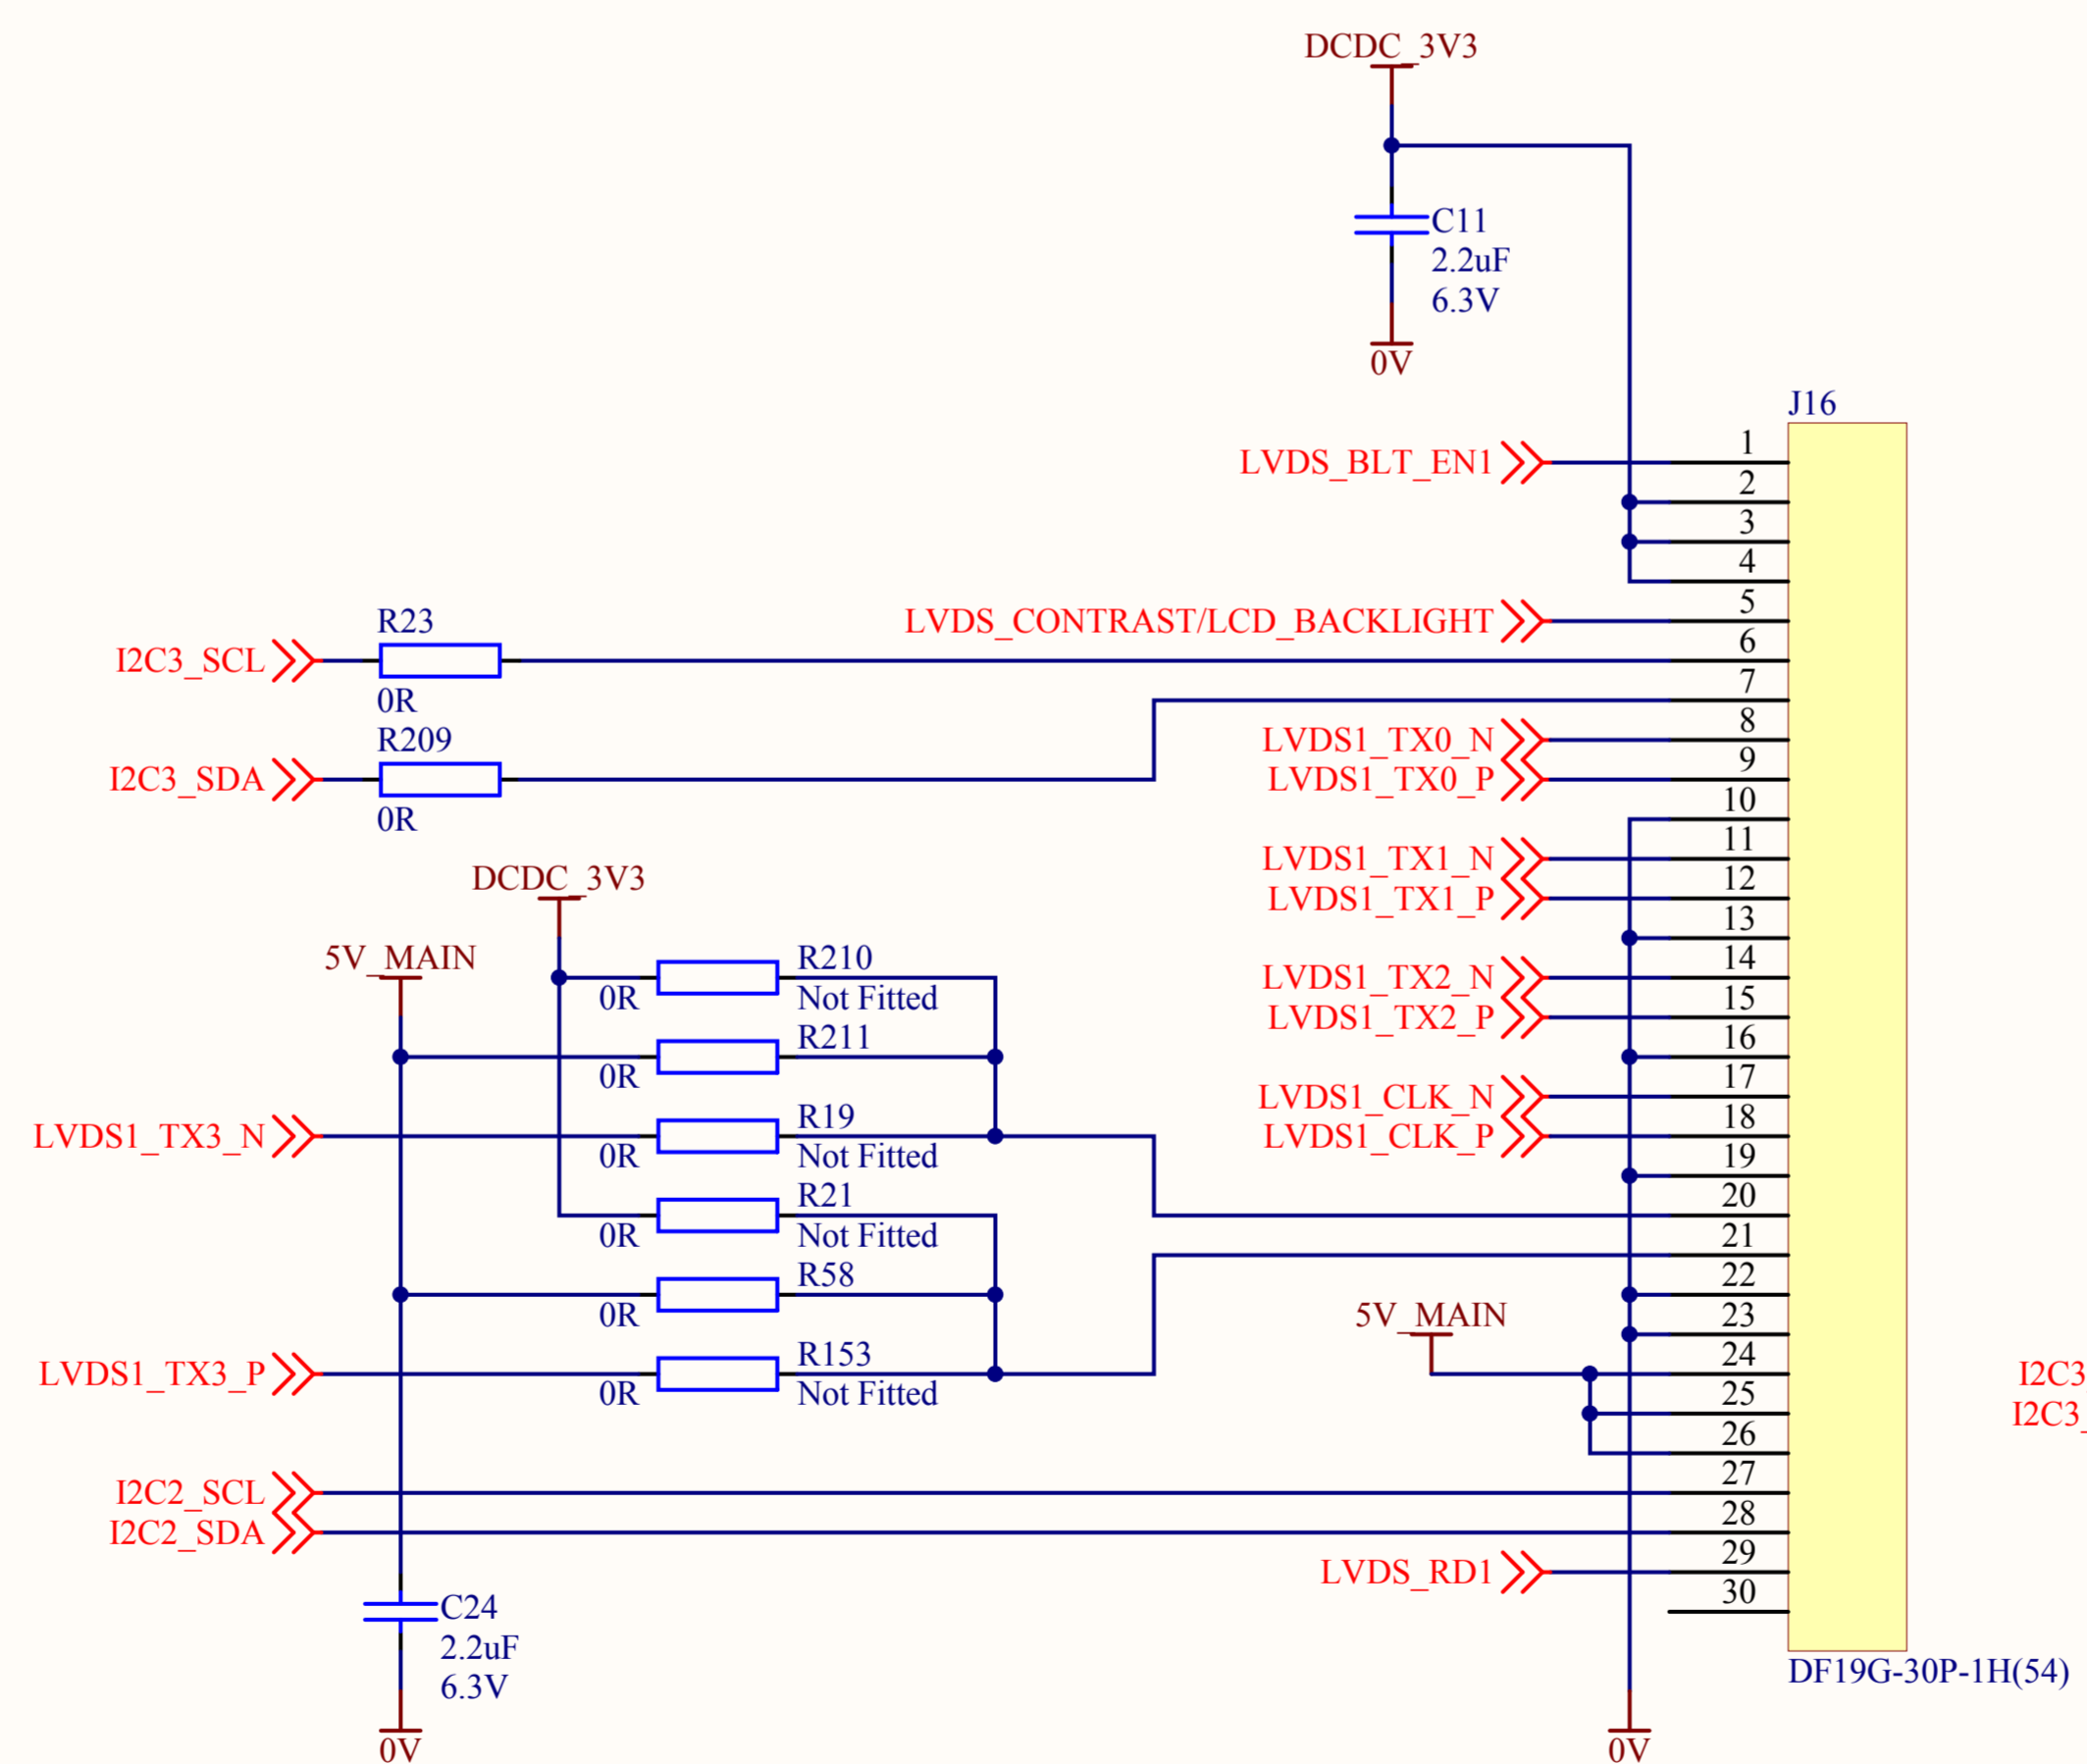 DCDC_3V3
C11
2.2uF
6.3V
0V
J16
LVDS_BLT_EN1
1
2
3
4
LVDS_CONTRAST/LCD_BACKLIGHT
5
I2C3_SCL
R23
0R
6
I2C3_SDA
R209
0R
7
LVDS1_TX0_N
8
LVDS1_TX0_P
9
10
LVDS1_TX1_N
11
LVDS1_TX1_P
12
13
LVDS1_TX2_N
14
LVDS1_TX2_P
15
16
LVDS1_CLK_N
17
LVDS1_CLK_P
18
19
20
21
22
23
DCDC_3V3
5V_MAIN
R210
0R
Not Fitted
R211
0R
LVDS1_TX3_N
R19
0R
Not Fitted
R21
0R
Not Fitted
R58
0R
LVDS1_TX3_P
R153
0R
Not Fitted
5V_MAIN
24
25
26
I2C3
I2C3_
I2C2_SCL
27
I2C2_SDA
28
LVDS_RD1
29
30
C24
2.2uF
6.3V
0V
DF19G-30P-1H(54)
0V